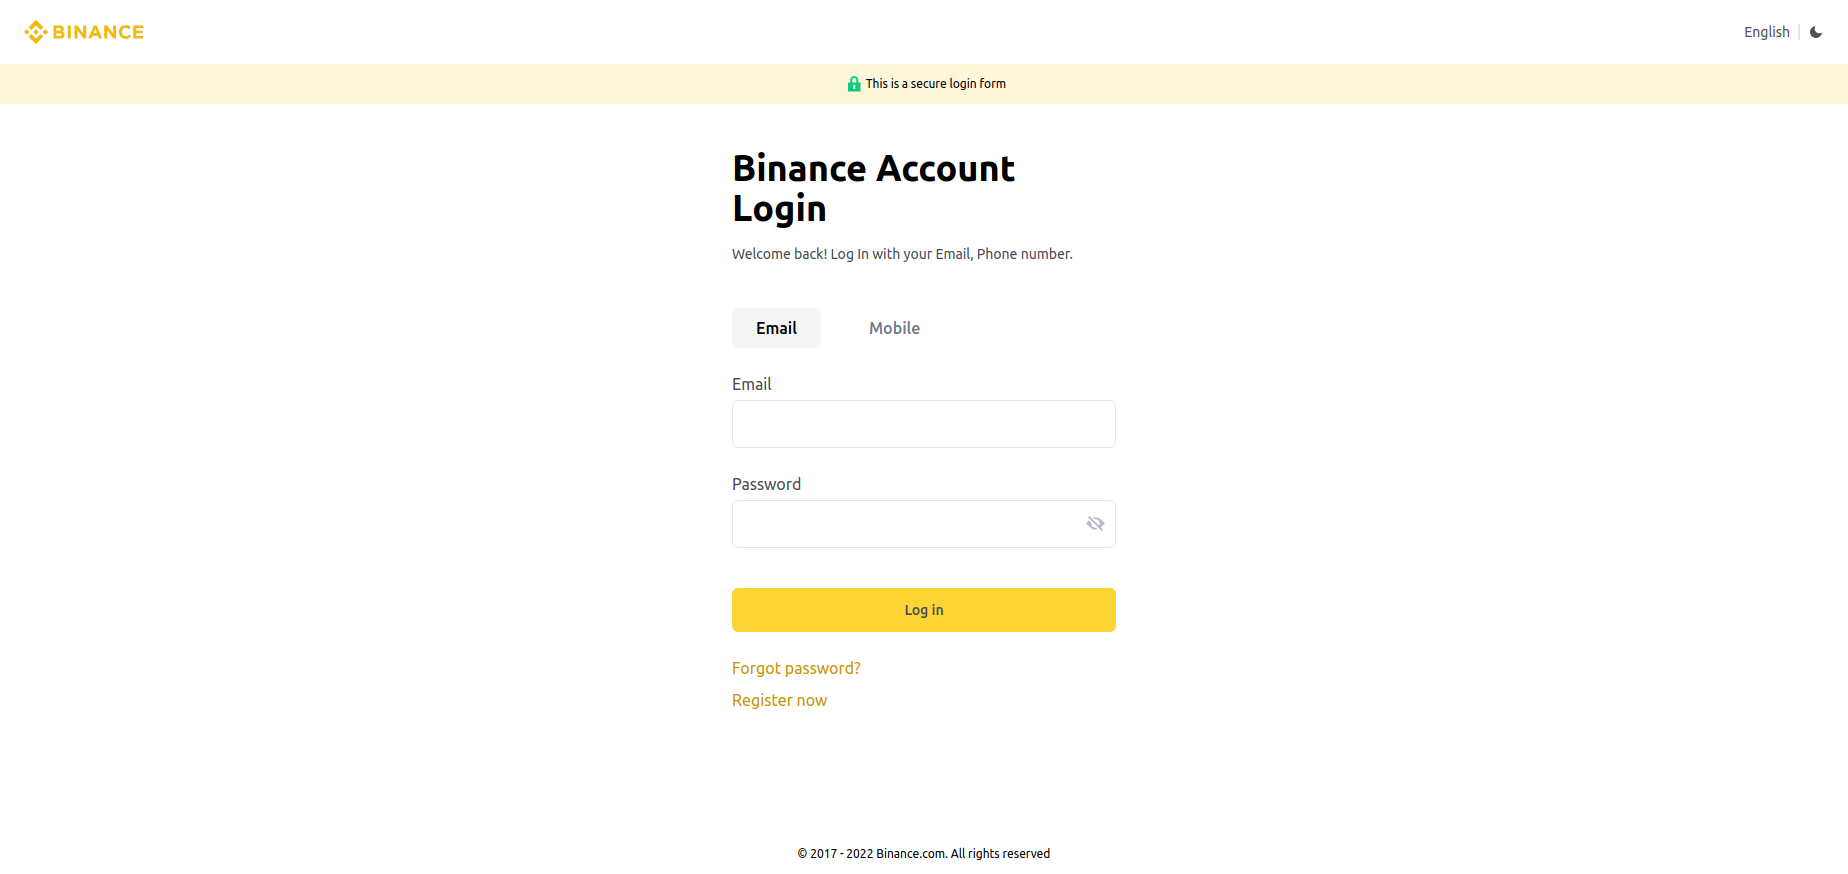 BINANCE
English
This is a secure login form
Binance Account
Login
Welcome back! Log In with your Email, Phone number.
Email
Mobile
Email
Password
Log in
Forgot password?
Register now
© 2017 - 2022 Binance.com. All rights reserved